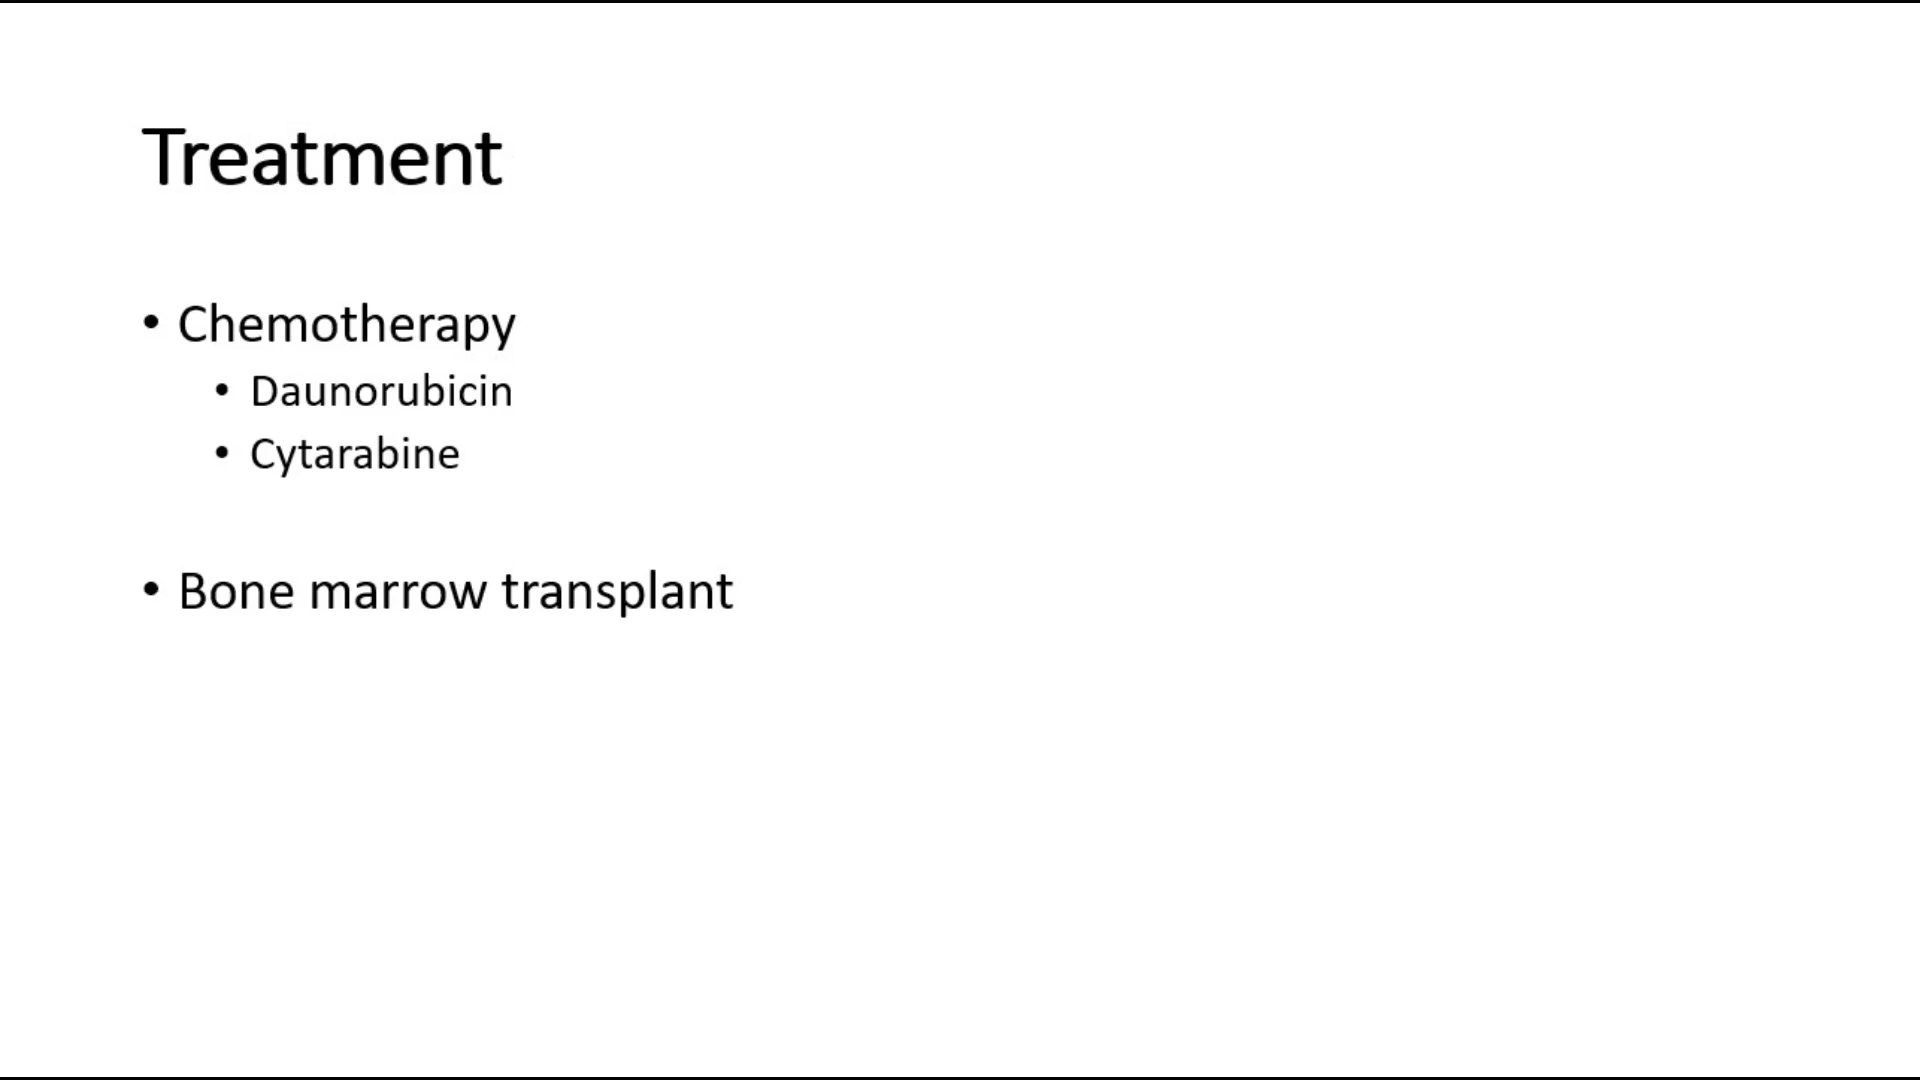 Treatment
• Chemotherapy
• Daunorubicin
• Cytarabine
• Bone marrow transplant